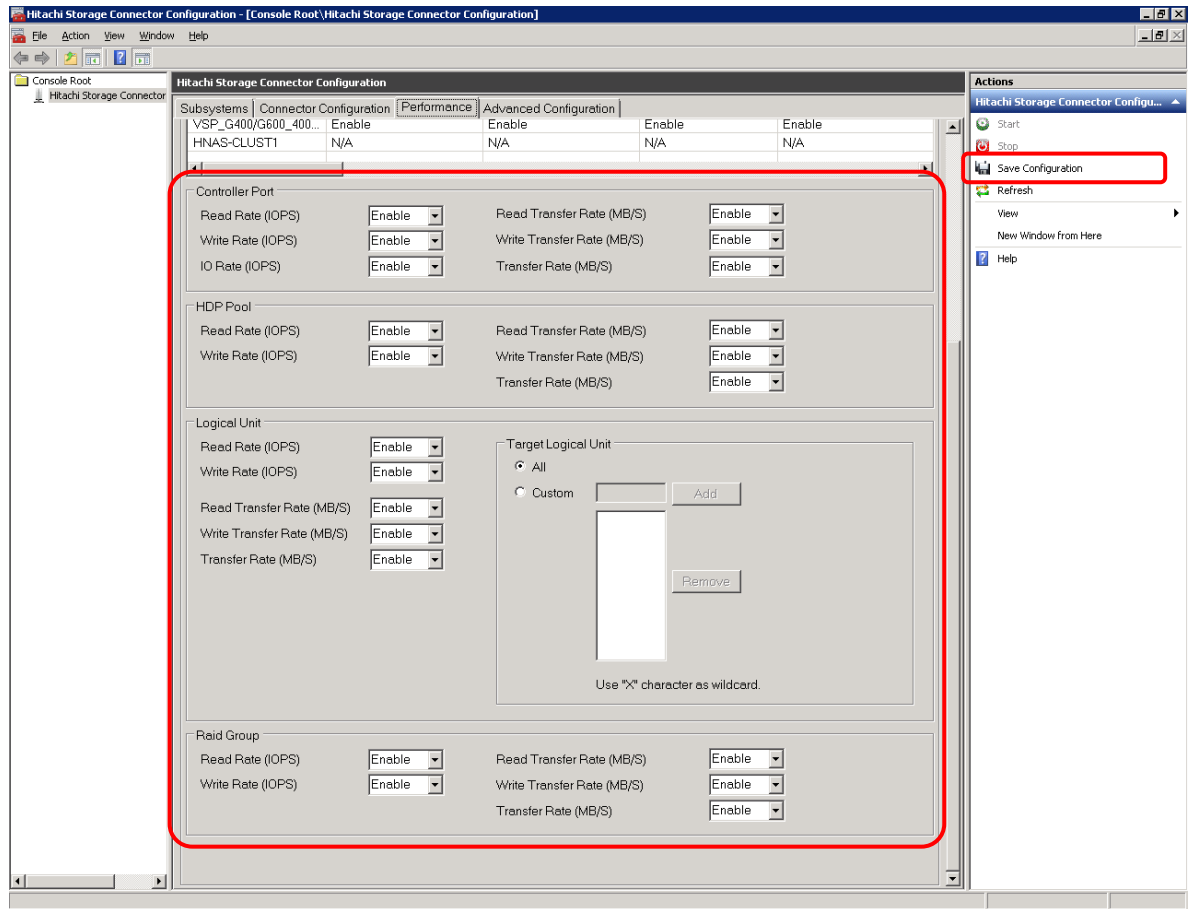 Hitachi Storage Connector Configuration - [Console Root\Hitachi Storage Connector Configuration]
File Action View Window Help
Console Root
Hitachi Storage Connector
Hitachi Storage Connector Configuration
Subsystems Connector Configuration Performance Advanced Configuration
VSP_G400/G600_400... Enable Enable Enable Enable
HNAS-CLUST1 N/A N/A N/A N/A
Controller Port
Read Rate (IOPS) Enable Read Transfer Rate (MB/S) Enable
Write Rate (IOPS) Enable Write Transfer Rate (MB/S) Enable
IO Rate (IOPS) Enable Transfer Rate (MB/S) Enable
HDP Pool
Read Rate (IOPS) Enable Read Transfer Rate (MB/S) Enable
Write Rate (IOPS) Enable Write Transfer Rate (MB/S) Enable
Transfer Rate (MB/S) Enable
Logical Unit
Read Rate (IOPS) Enable
Write Rate (IOPS) Enable
Read Transfer Rate (MB/S) Enable
Write Transfer Rate (MB/S) Enable
Transfer Rate (MB/S) Enable
Target Logical Unit
All
Custom Add
Remove
Use "X" character as wildcard.
Raid Group
Read Rate (IOPS) Enable Read Transfer Rate (MB/S) Enable
Write Rate (IOPS) Enable Write Transfer Rate (MB/S) Enable
Transfer Rate (MB/S) Enable
Actions
Hitachi Storage Connector Configu...
Start
Stop
Save Configuration
Refresh
View
New Window from Here
Help